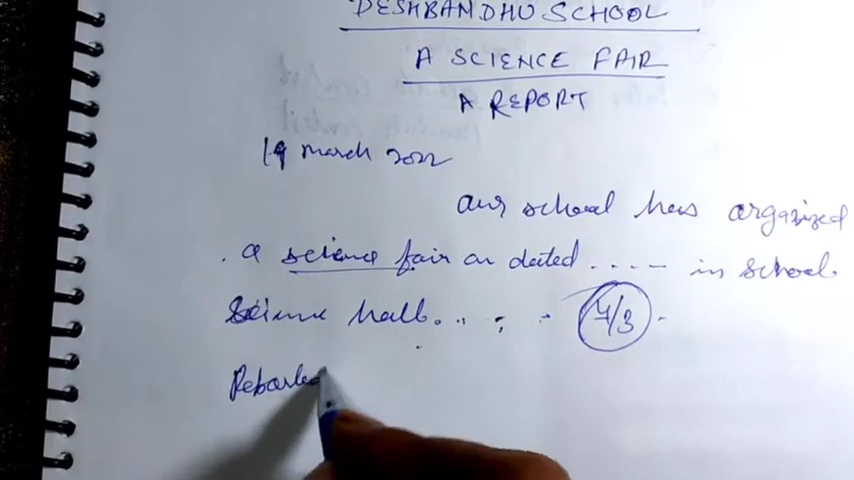 DESHBANDHU SCHOOL
A SCIENCE FAIR
A REPORT
19 march 2022
our school has organized
a science fair on dated ..... in school
Science hall. .. ; . 4/3 .
Reporte